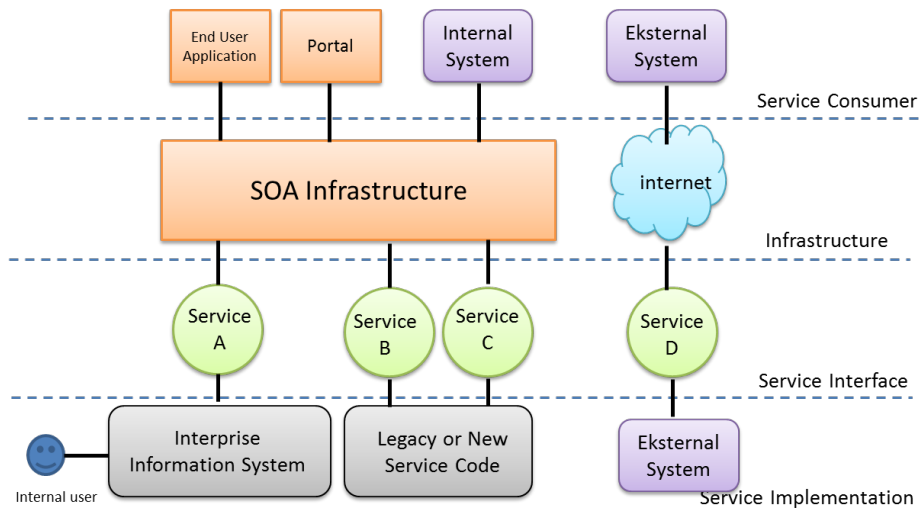 End User
Application
Portal
Internal
System
Eksternal
System
Service Consumer
SOA Infrastructure
internet
Infrastructure
Service
A
Service
B
Service
C
Service
D
Service Interface
Interprise
Information System
Legacy or New
Service Code
Eksternal
System
Internal user
Service Implementation